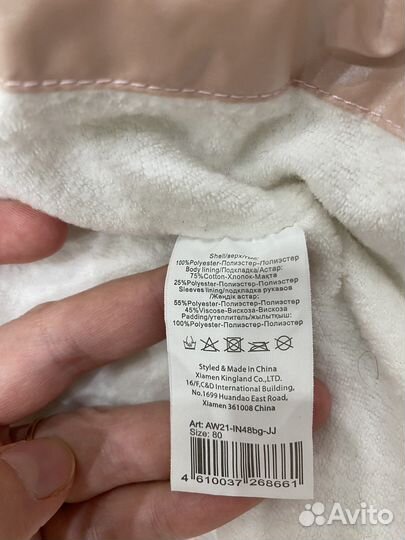 Shell/верх/
100%Polyester-Полиэстер-Полиэстер
Body lining/Подкладка/Астар:
75%Cotton-Хлопок-Мақта
25%Polyester-Полиэстер-Полиэстер
Sleeves lining/подкладка рукавов
/Жеңдік астар:
55%Polyester-Полиэстер-Полиэстер
45%Viscose-Вискоза-Вискоза
Padding/утеплитель/жылытқыш:
100%Polyester-Полиэстер-Полиэстер
Styled & Made in China
Xiamen Kingland Co.,LTD.
16/F,C&D International Building,
No.1699 Huandao East Road,
Xiamen 361008 China
Art: AW21-IN48bg-JJ
Size: 80
4 610037 268661
Avito